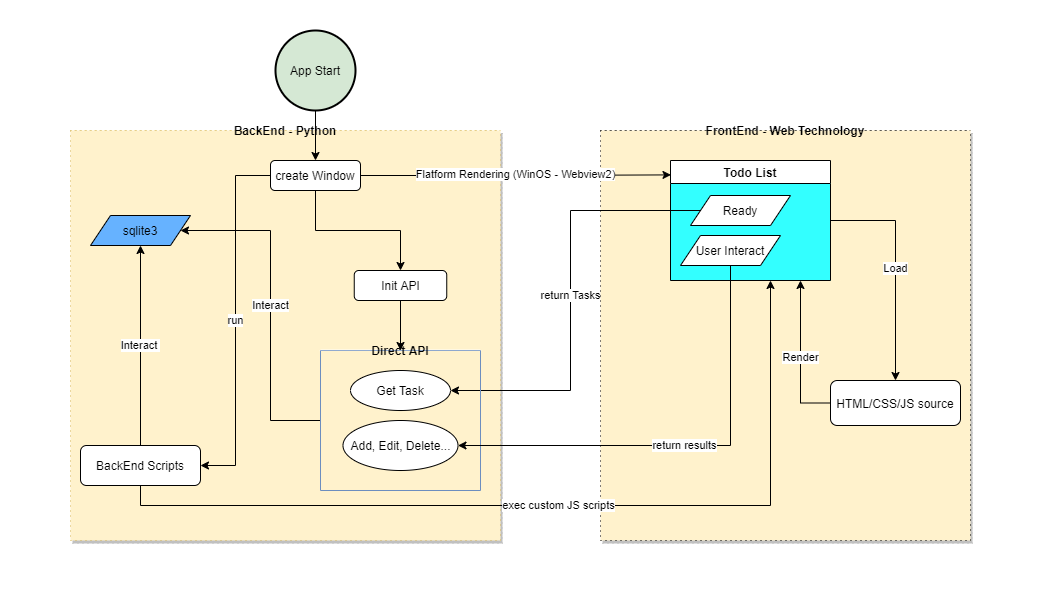 App Start
BackEnd - Python
FrontEnd - Web Technology
create Window
Flatform Rendering (WinOS - Webview2)
Todo List
Ready
sqlite3
User Interact
Load
Init API
return Tasks
Interact
run
Interact
Direct API
Render
Get Task
HTML/CSS/JS source
Add, Edit, Delete...
return results
BackEnd Scripts
exec custom JS scripts